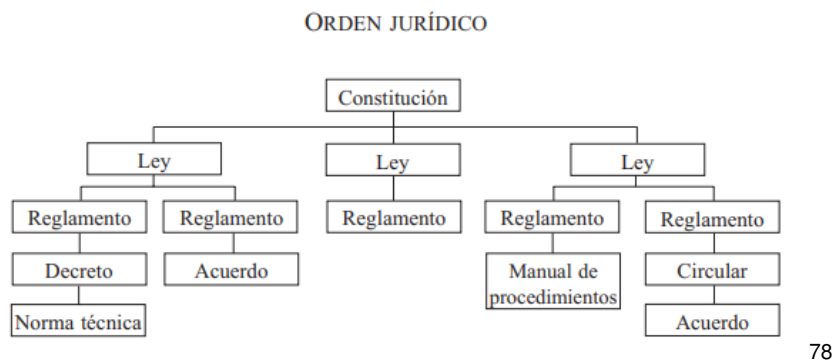 ORDEN JURÍDICO
Constitución
Ley
Ley
Ley
Reglamento
Reglamento
Reglamento
Reglamento
Reglamento
Decreto
Acuerdo
Manual de
procedimientos
Circular
Norma técnica
Acuerdo
78